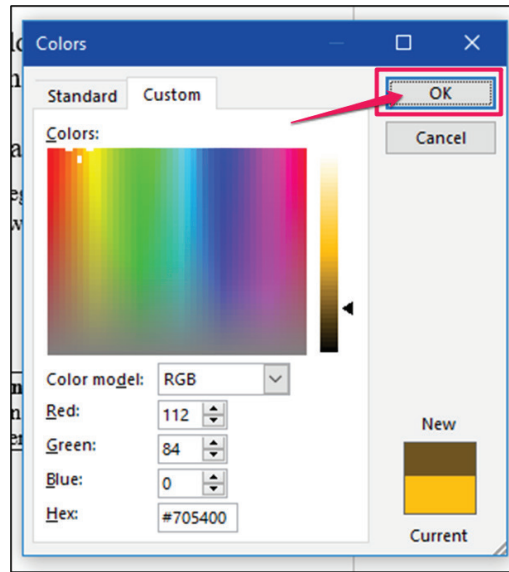 Colors
Standard Custom
OK
Cancel
Colors:
Color model: RGB
Red: 112
Green: 84
Blue: 0
Hex: #705400
New
Current